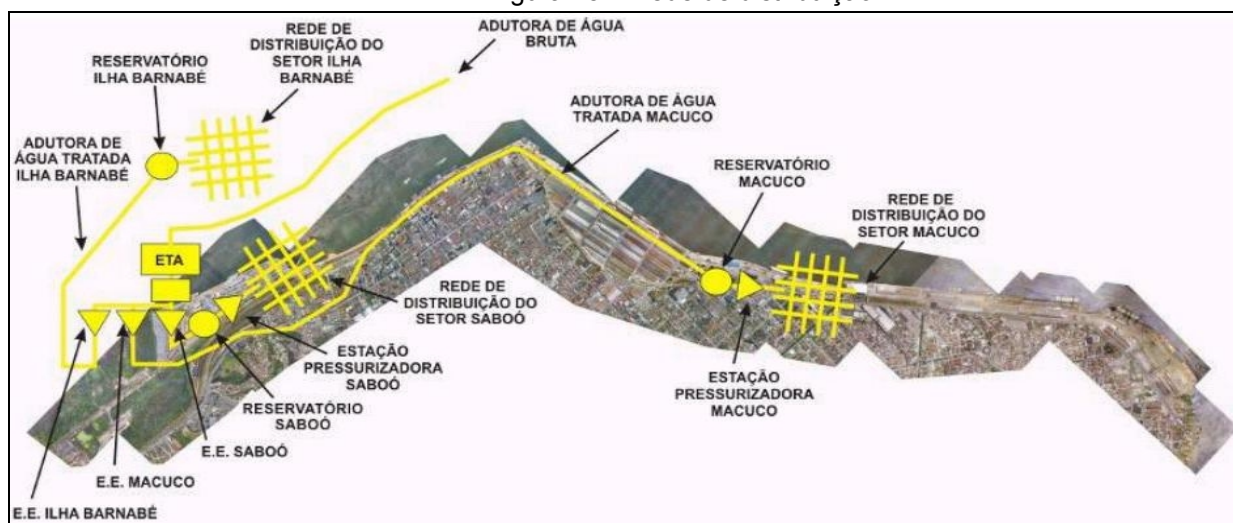 REDE DE
DISTRIBUIÇÃO DO
SETOR ILHA
BARNABÉ
ADUTORA DE ÁGUA
BRUTA
RESERVATÓRIO
ILHA BARNABÉ
ADUTORA DE ÁGUA
TRATADA MACUCO
ADUTORA DE
ÁGUA TRATADA
ILHA BARNABÉ
RESERVATÓRIO
MACUCO
REDE DE
DISTRIBUIÇÃO DO
SETOR MACUCO
ETA
REDE DE
DISTRIBUIÇÃO DO
SETOR SABOÓ
ESTAÇÃO
PRESSURIZADORA
SABOÓ
ESTAÇÃO
PRESSURIZADORA
MACUCO
RESERVATÓRIO
SABOÓ
E.E. SABOÓ
E.E. MACUCO
E.E. ILHA BARNABÉ